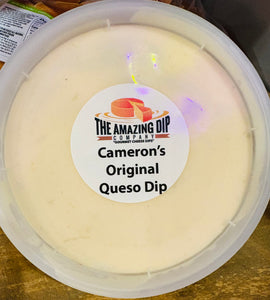 THE AMAZING DIP
COMPANY
"GOURMET CHEESE DIPS"
Cameron's
Original
Queso Dip